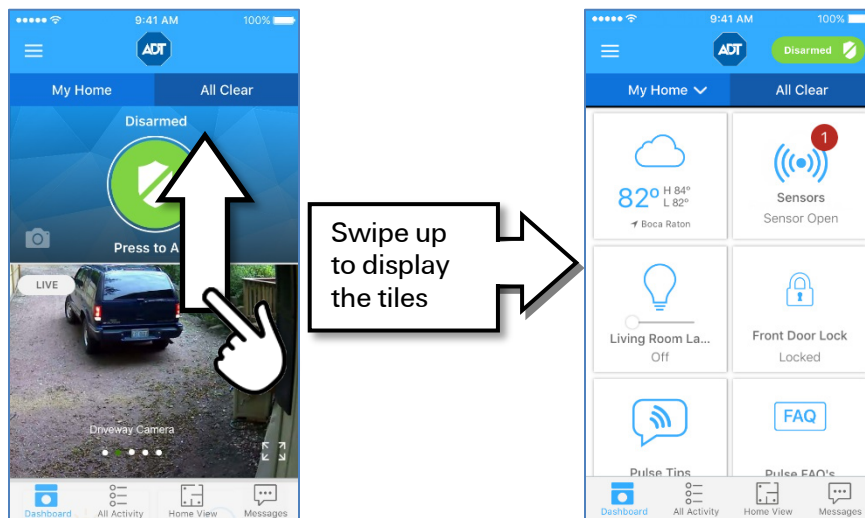 9:41 AM
100%
ADT
My Home
All Clear
Disarmed
Press to A
LIVE
Driveway Camera
Dashboard
All Activity
Home View
Messages
Swipe up
to display
the tiles
9:41 AM
100%
ADT
Disarmed
My Home
All Clear
82° H 84°
L 82°
Boca Raton
1
Sensors
Sensor Open
Living Room La...
Off
Front Door Lock
Locked
Pulse Tips
FAQ
Pulse FAQ's
Dashboard
All Activity
Home View
Messages